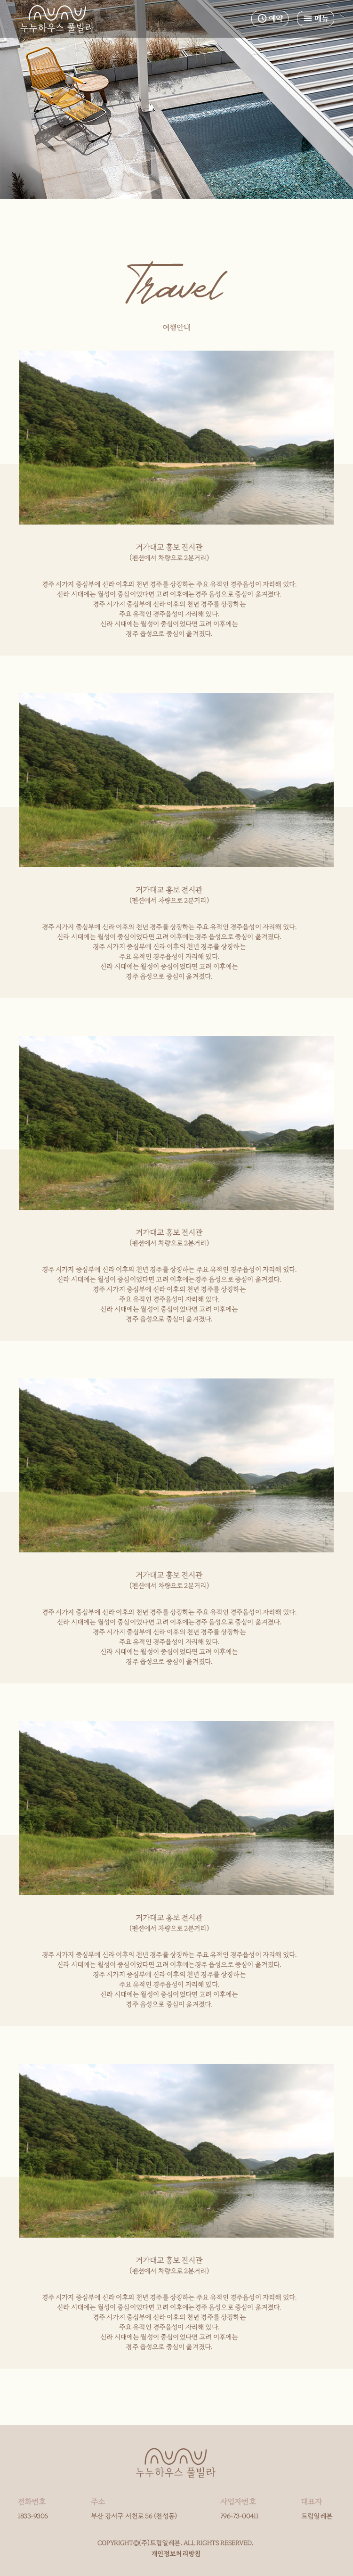 누누하우스 풀빌라
예약
메뉴
Travel
여행안내
거가대교 홍보 전시관
(펜션에서 차량으로 2분거리)
경주 시가지 중심부에 신라 이후의 천년 경주를 상징하는 주요 유적인 경주읍성이 자리해 있다.
신라 시대에는 월성이 중심이었다면 고려 이후에는경주 읍성으로 중심이 옮겨졌다.
경주 시가지 중심부에 신라 이후의 천년 경주를 상징하는
주요 유적인 경주읍성이 자리해 있다.
신라 시대에는 월성이 중심이었다면 고려 이후에는
경주 읍성으로 중심이 옮겨졌다.
거가대교 홍보 전시관
(펜션에서 차량으로 2분거리)
경주 시가지 중심부에 신라 이후의 천년 경주를 상징하는 주요 유적인 경주읍성이 자리해 있다.
신라 시대에는 월성이 중심이었다면 고려 이후에는경주 읍성으로 중심이 옮겨졌다.
경주 시가지 중심부에 신라 이후의 천년 경주를 상징하는
주요 유적인 경주읍성이 자리해 있다.
신라 시대에는 월성이 중심이었다면 고려 이후에는
경주 읍성으로 중심이 옮겨졌다.
거가대교 홍보 전시관
(펜션에서 차량으로 2분거리)
경주 시가지 중심부에 신라 이후의 천년 경주를 상징하는 주요 유적인 경주읍성이 자리해 있다.
신라 시대에는 월성이 중심이었다면 고려 이후에는경주 읍성으로 중심이 옮겨졌다.
경주 시가지 중심부에 신라 이후의 천년 경주를 상징하는
주요 유적인 경주읍성이 자리해 있다.
신라 시대에는 월성이 중심이었다면 고려 이후에는
경주 읍성으로 중심이 옮겨졌다.
거가대교 홍보 전시관
(펜션에서 차량으로 2분거리)
경주 시가지 중심부에 신라 이후의 천년 경주를 상징하는 주요 유적인 경주읍성이 자리해 있다.
신라 시대에는 월성이 중심이었다면 고려 이후에는경주 읍성으로 중심이 옮겨졌다.
경주 시가지 중심부에 신라 이후의 천년 경주를 상징하는
주요 유적인 경주읍성이 자리해 있다.
신라 시대에는 월성이 중심이었다면 고려 이후에는
경주 읍성으로 중심이 옮겨졌다.
거가대교 홍보 전시관
(펜션에서 차량으로 2분거리)
경주 시가지 중심부에 신라 이후의 천년 경주를 상징하는 주요 유적인 경주읍성이 자리해 있다.
신라 시대에는 월성이 중심이었다면 고려 이후에는경주 읍성으로 중심이 옮겨졌다.
경주 시가지 중심부에 신라 이후의 천년 경주를 상징하는
주요 유적인 경주읍성이 자리해 있다.
신라 시대에는 월성이 중심이었다면 고려 이후에는
경주 읍성으로 중심이 옮겨졌다.
거가대교 홍보 전시관
(펜션에서 차량으로 2분거리)
경주 시가지 중심부에 신라 이후의 천년 경주를 상징하는 주요 유적인 경주읍성이 자리해 있다.
신라 시대에는 월성이 중심이었다면 고려 이후에는경주 읍성으로 중심이 옮겨졌다.
경주 시가지 중심부에 신라 이후의 천년 경주를 상징하는
주요 유적인 경주읍성이 자리해 있다.
신라 시대에는 월성이 중심이었다면 고려 이후에는
경주 읍성으로 중심이 옮겨졌다.
누누하우스 풀빌라
전화번호 주소 사업자번호 대표자
1833-9306 부산 강서구 서천로 56 (천성동) 796-73-00411 트립일레븐
COPYRIGHT©(주)트립일레븐. ALL RIGHTS RESERVED.
개인정보처리방침